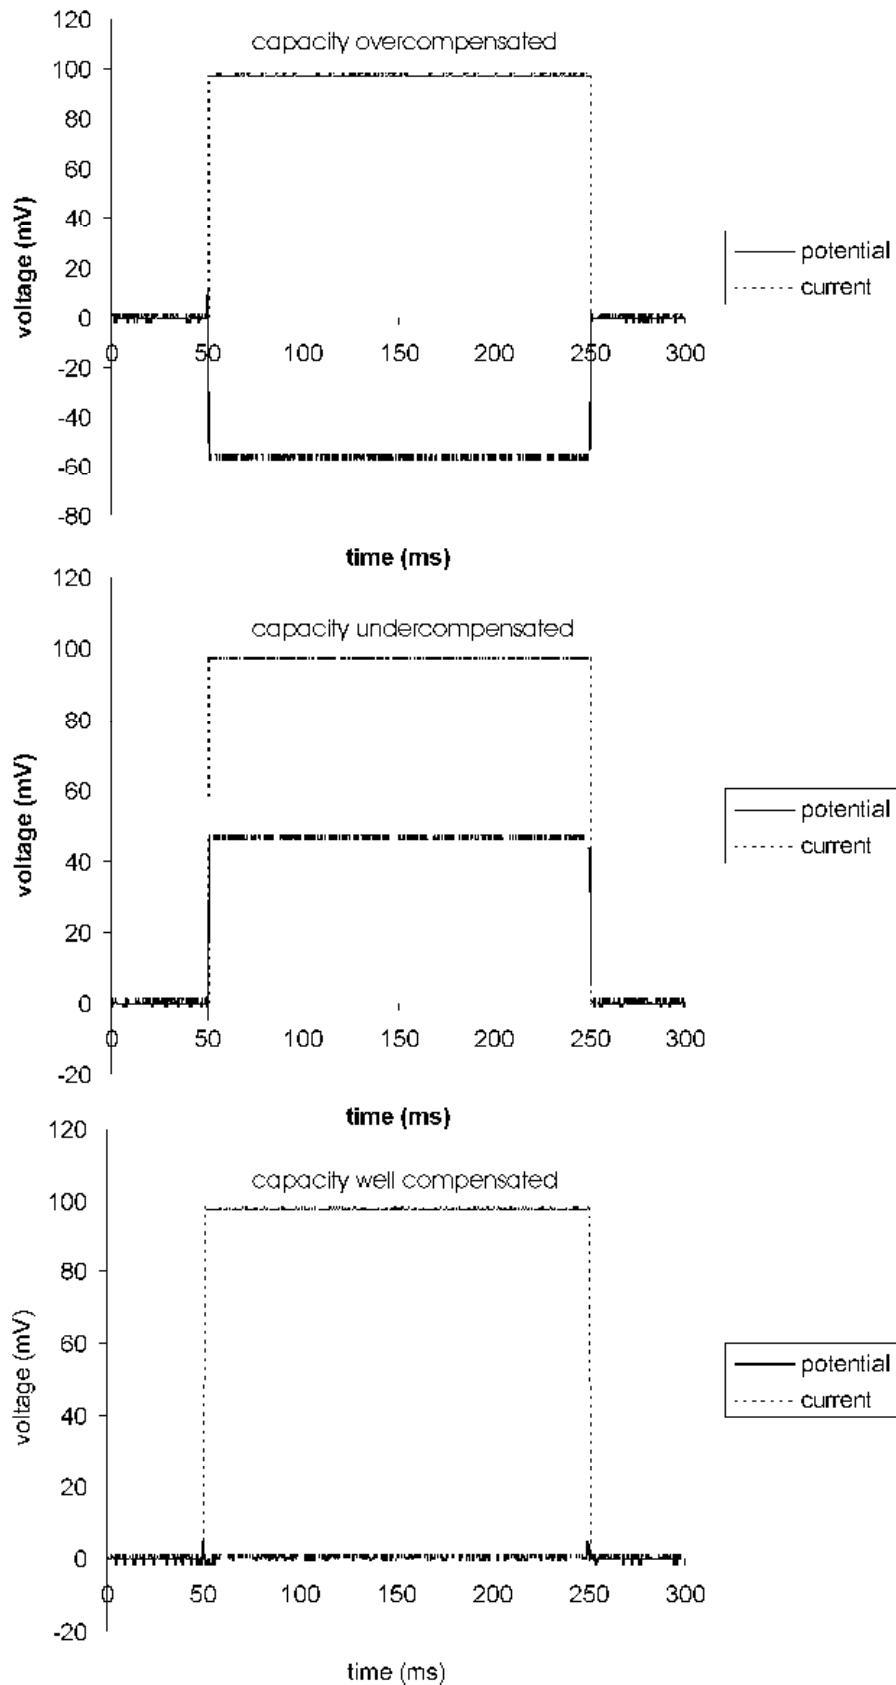 120
capacity overcompensated
100
80
60
40
20
0
-20
-40
-60
-80
voltage (mV)
0 50 100 150 200 250 300
time (ms)
potential
current
120
capacity undercompensated
100
80
60
40
20
0
-20
voltage (mV)
0 50 100 150 200 250 300
time (ms)
potential
current
120
capacity well compensated
100
80
60
40
20
0
-20
voltage (mV)
0 50 100 150 200 250 300
time (ms)
potential
current